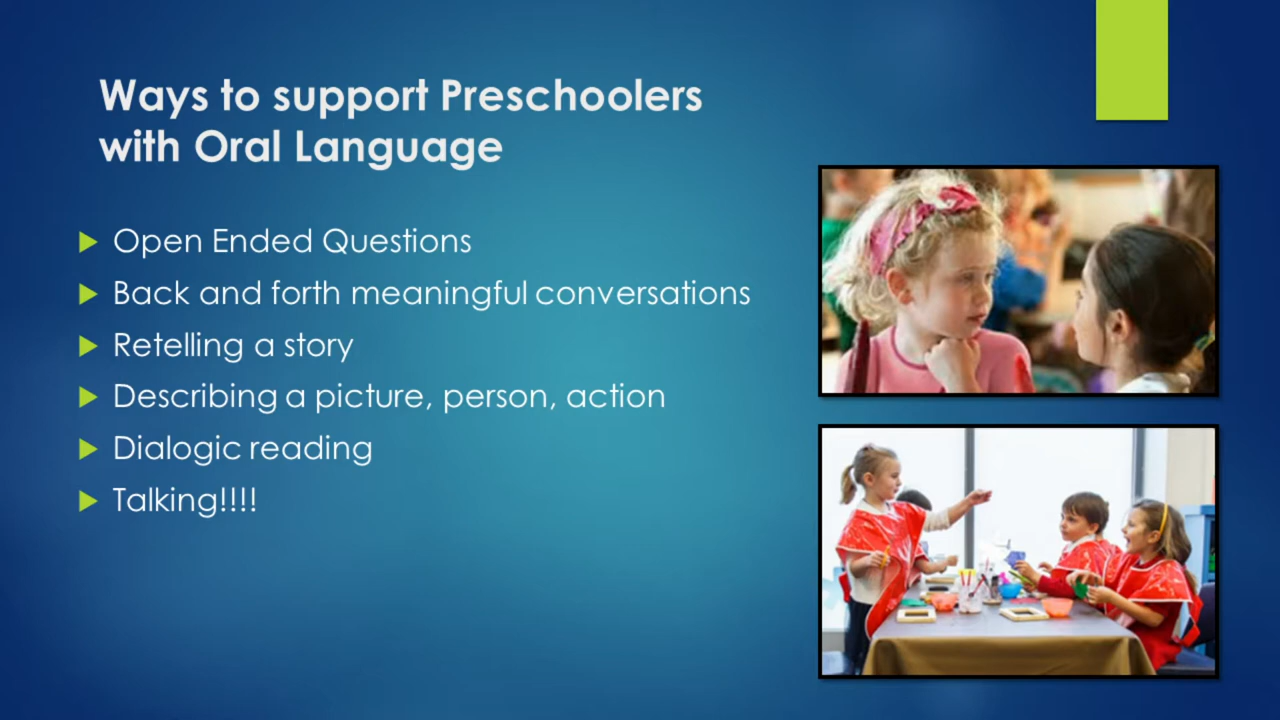 Ways to support Preschoolers
with Oral Language
Open Ended Questions
Back and forth meaningful conversations
Retelling a story
Describing a picture, person, action
Dialogic reading
Talking!!!!